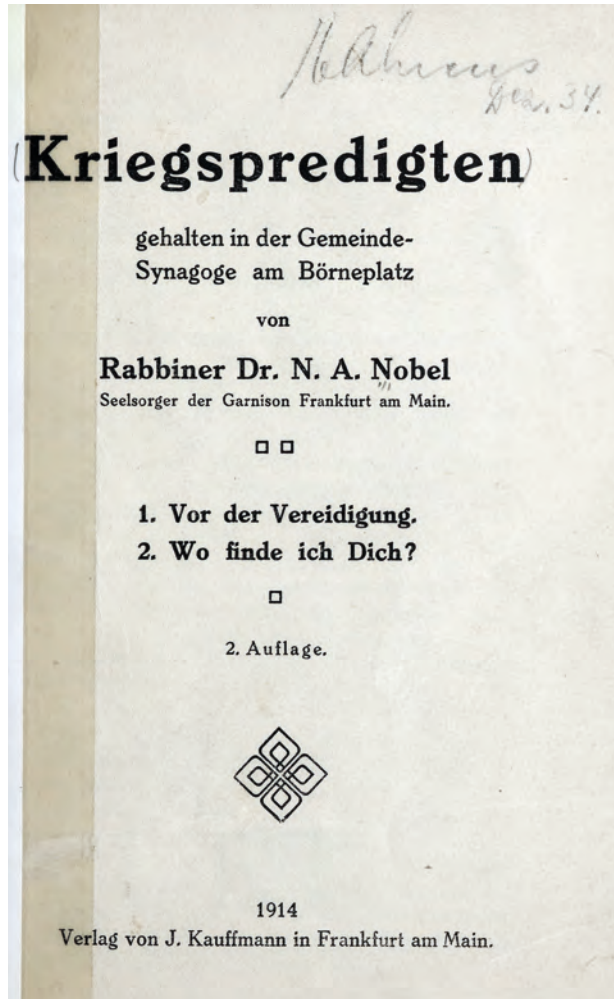 Dez. 34.
(Kriegspredigten)
gehalten in der Gemeinde-
Synagoge am Börneplatz
von
Rabbiner Dr. N. A. Nobel
Seelsorger der Garnison Frankfurt am Main.
1. Vor der Vereidigung.
2. Wo finde ich Dich?
2. Auflage.
1914
Verlag von J. Kauffmann in Frankfurt am Main.